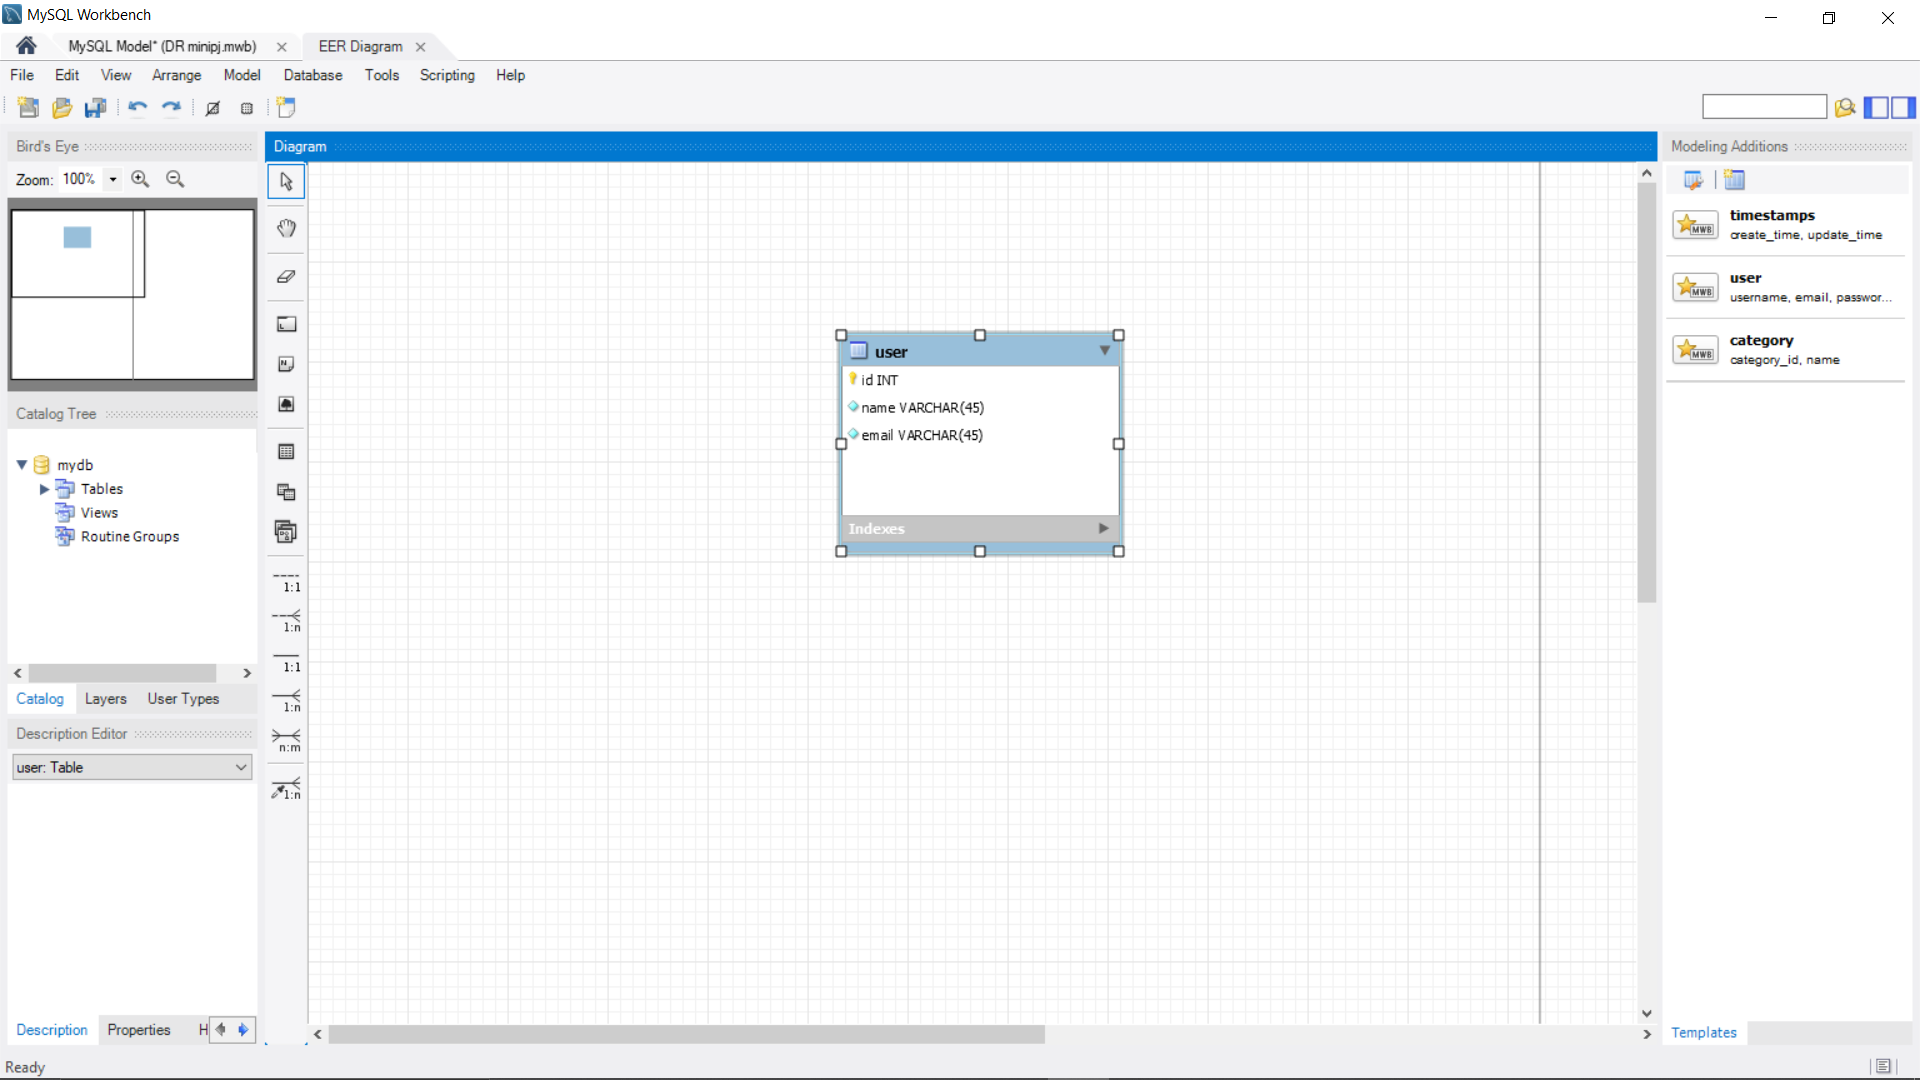 MySQL Workbench
MySQL Model* (DR minipj.mwb)
EER Diagram
File Edit View Arrange Model Database Tools Scripting Help
Bird's Eye
Zoom: 100%
Catalog Tree
mydb
Tables
Views
Routine Groups
Catalog Layers User Types
Description Editor
user: Table
Description Properties H
Ready
Diagram
1:1
1:n
1:1
1:n
n:m
1:n
user
id INT
name VARCHAR(45)
email VARCHAR(45)
Indexes
Modeling Additions
MWB
timestamps
create_time, update_time
MWB
user
username, email, passwor...
MWB
category
category_id, name
Templates